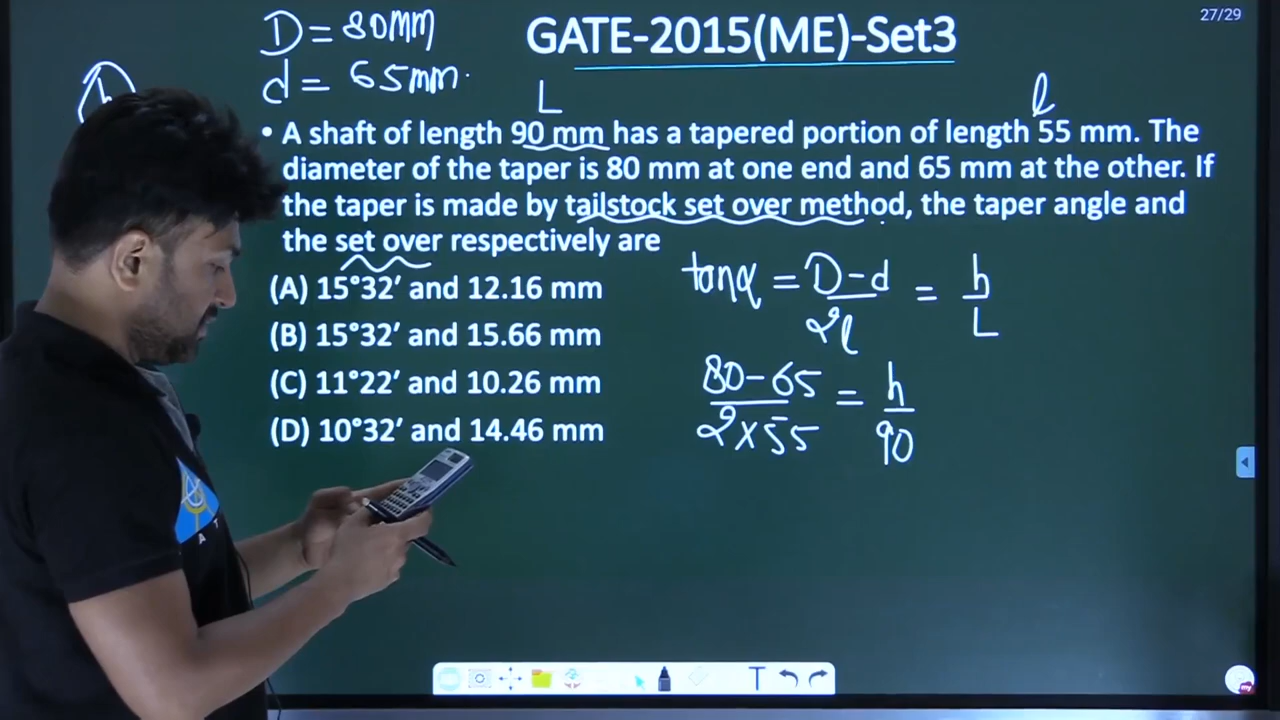 27/29
D = 80mm
GATE-2015(ME)-Set3
d = 65mm.
L
l
• A shaft of length 90 mm has a tapered portion of length 55 mm. The
diameter of the taper is 80 mm at one end and 65 mm at the other. If
the taper is made by tailstock set over method, the taper angle and
the set over respectively are
(A) 15°32′ and 12.16 mm
(B) 15°32′ and 15.66 mm
(C) 11°22′ and 10.26 mm
(D) 10°32′ and 14.46 mm
tanα = D-d/2l = h/L
80-65/2×55 = h/90
T